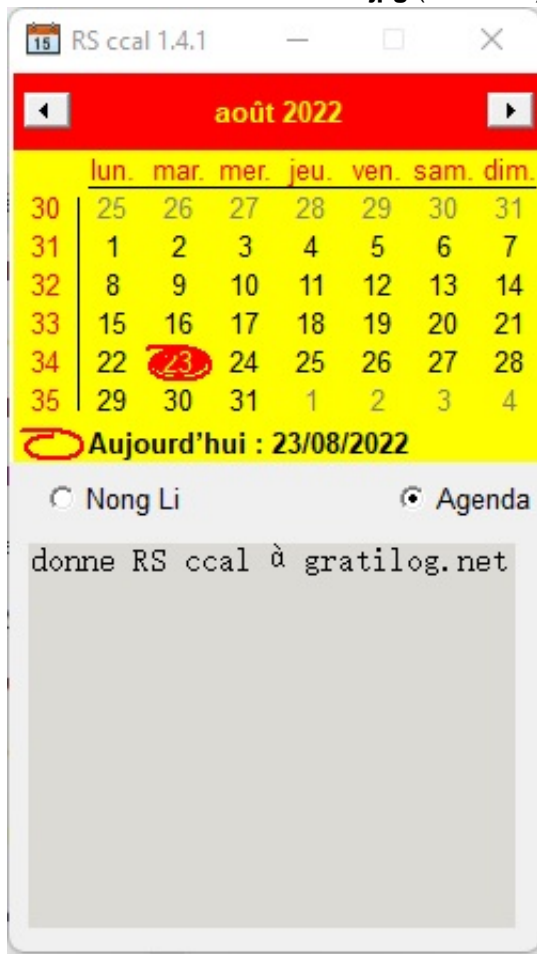 15 RS ccal 1.4.1
août 2022
lun. mar. mer. jeu. ven. sam. dim.
30 25 26 27 28 29 30 31
31 1 2 3 4 5 6 7
32 8 9 10 11 12 13 14
33 15 16 17 18 19 20 21
34 22 23 24 25 26 27 28
35 29 30 31 1 2 3 4
Aujourd'hui : 23/08/2022
Nong Li Agenda
donne RS ccal à gratilog.net